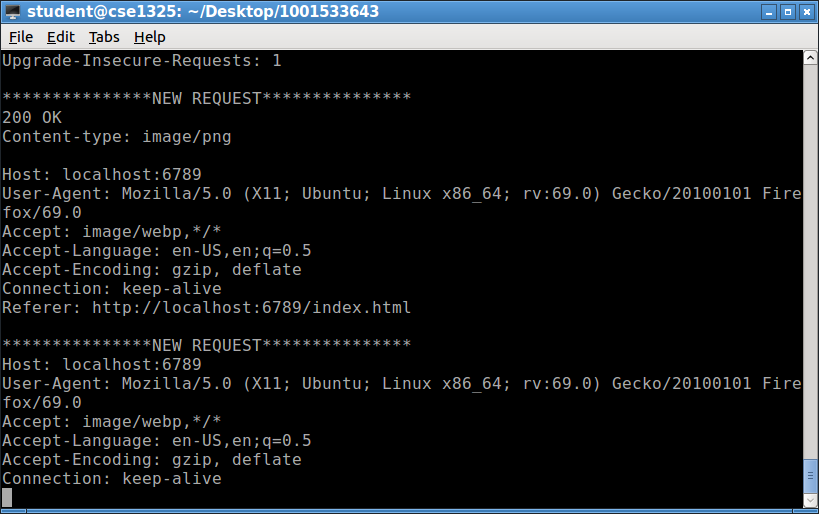 student@cse1325: ~/Desktop/1001533643
File Edit Tabs Help
Upgrade-Insecure-Requests: 1
***************NEW REQUEST***************
200 OK
Content-type: image/png
Host: localhost:6789
User-Agent: Mozilla/5.0 (X11; Ubuntu; Linux x86_64; rv:69.0) Gecko/20100101 Fire
fox/69.0
Accept: image/webp,*/*
Accept-Language: en-US,en;q=0.5
Accept-Encoding: gzip, deflate
Connection: keep-alive
Referer: http://localhost:6789/index.html
***************NEW REQUEST***************
Host: localhost:6789
User-Agent: Mozilla/5.0 (X11; Ubuntu; Linux x86_64; rv:69.0) Gecko/20100101 Fire
fox/69.0
Accept: image/webp,*/*
Accept-Language: en-US,en;q=0.5
Accept-Encoding: gzip, deflate
Connection: keep-alive